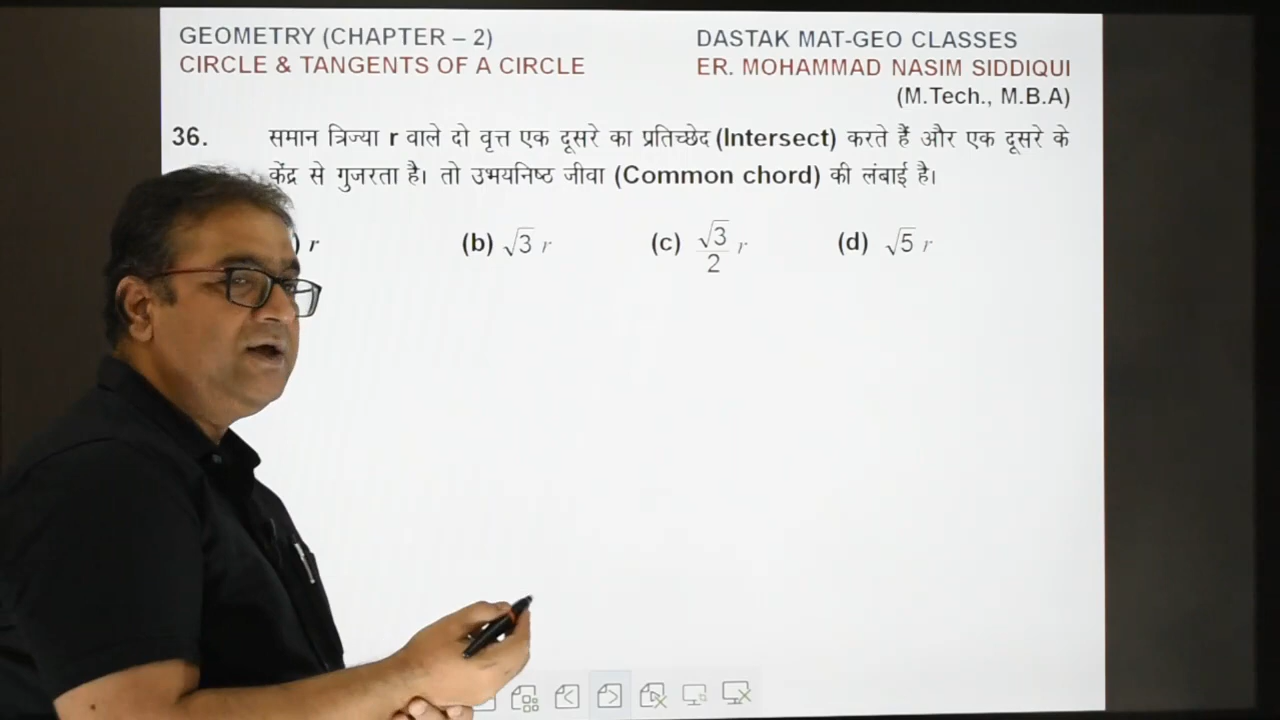 GEOMETRY (CHAPTER – 2)
CIRCLE & TANGENTS OF A CIRCLE
DASTAK MAT-GEO CLASSES
ER. MOHAMMAD NASIM SIDDIQUI
(M.Tech., M.B.A)
36. समान त्रिज्या r वाले दो वृत्त एक दूसरे का प्रतिच्छेद (Intersect) करते हैं और एक दूसरे के
केंद्र से गुजरता है। तो उभयनिष्ठ जीवा (Common chord) की लंबाई है।
) r (b) √3 r (c) √3/2 r (d) √5 r